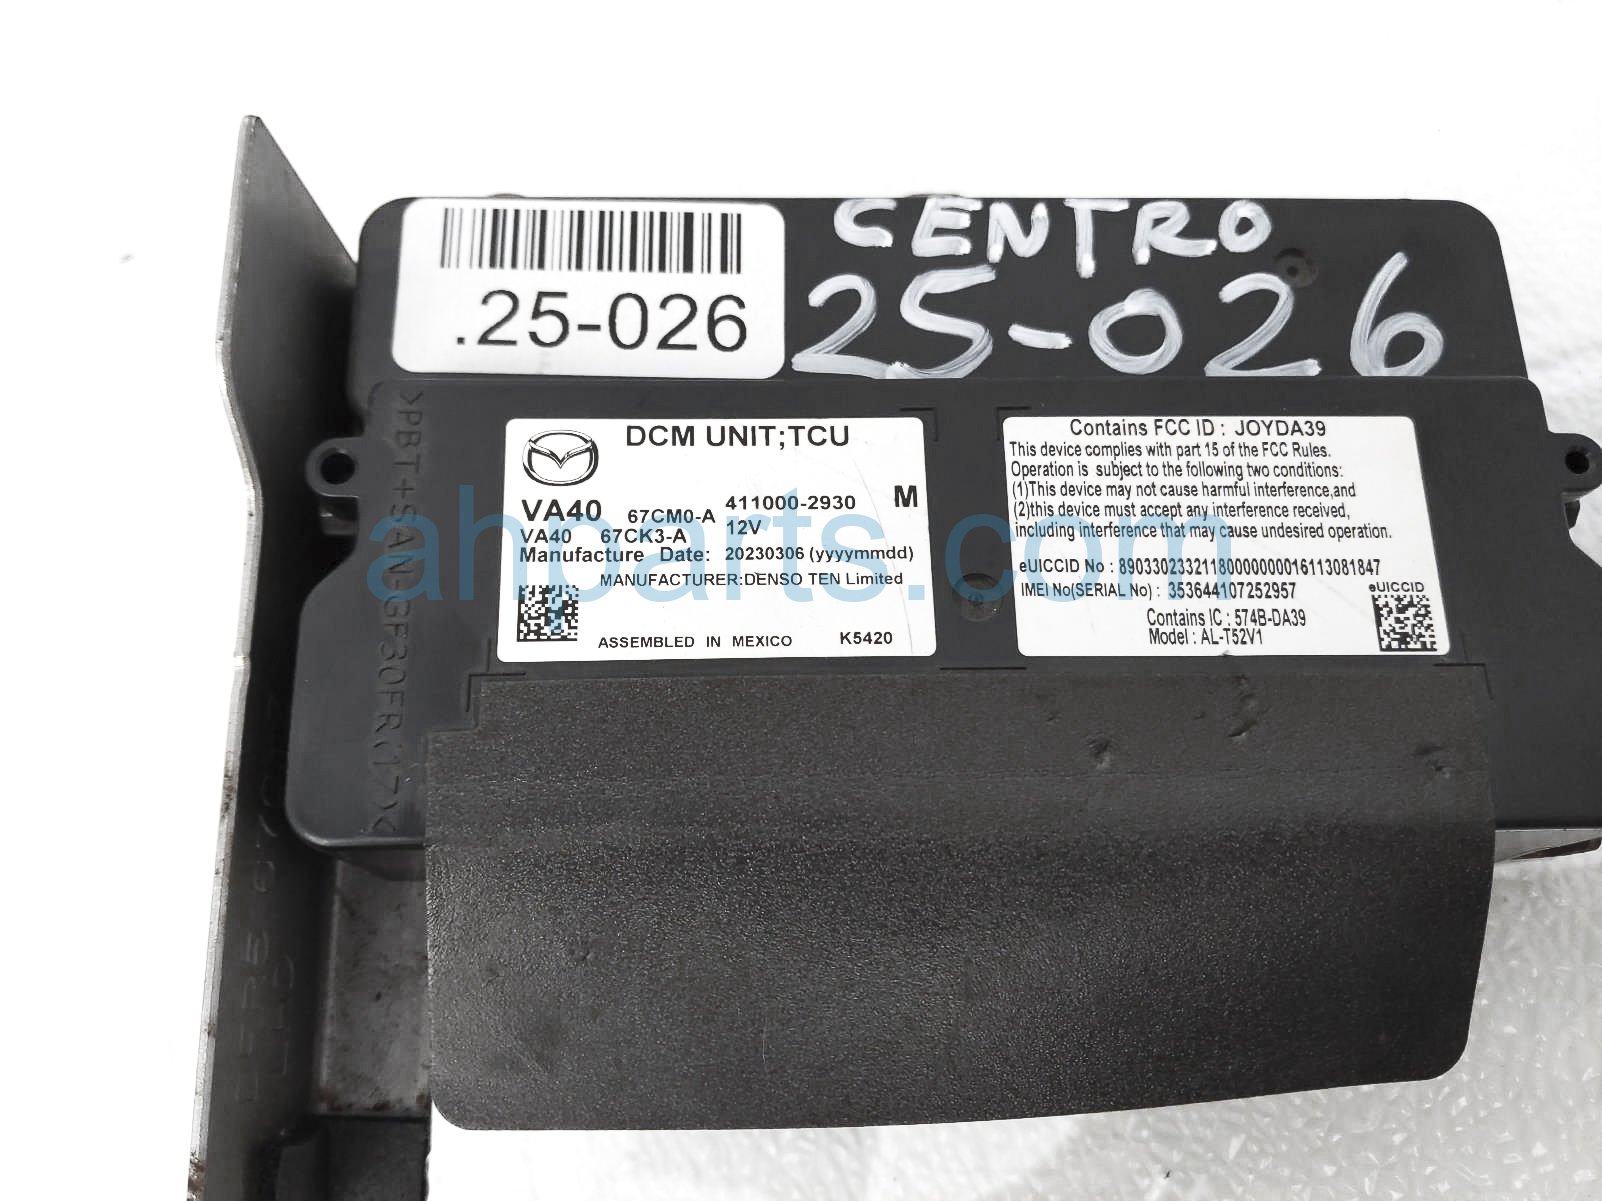 .25-026
CENTRO
25-026
>PBT+SAN-GF30FR(17)<
DCM UNIT;TCU
VA40 67CM0-A 411000-2930 M
VA40 67CK3-A 12V
Manufacture Date: 20230306 (yyyymmdd)
MANUFACTURER:DENSO TEN Limited
ASSEMBLED IN MEXICO K5420
Contains FCC ID : JOYDA39
This device complies with part 15 of the FCC Rules.
Operation is subject to the following two conditions:
(1)This device may not cause harmful interference,and
(2)this device must accept any interference received,
including interference that may cause undesired operation.
eUICCID No : 89033023321180000000016113081847
IMEI No(SERIAL No) : 353644107252957
eUICCID
Contains IC : 574B-DA39
Model : AL-T52V1
ahparts.com